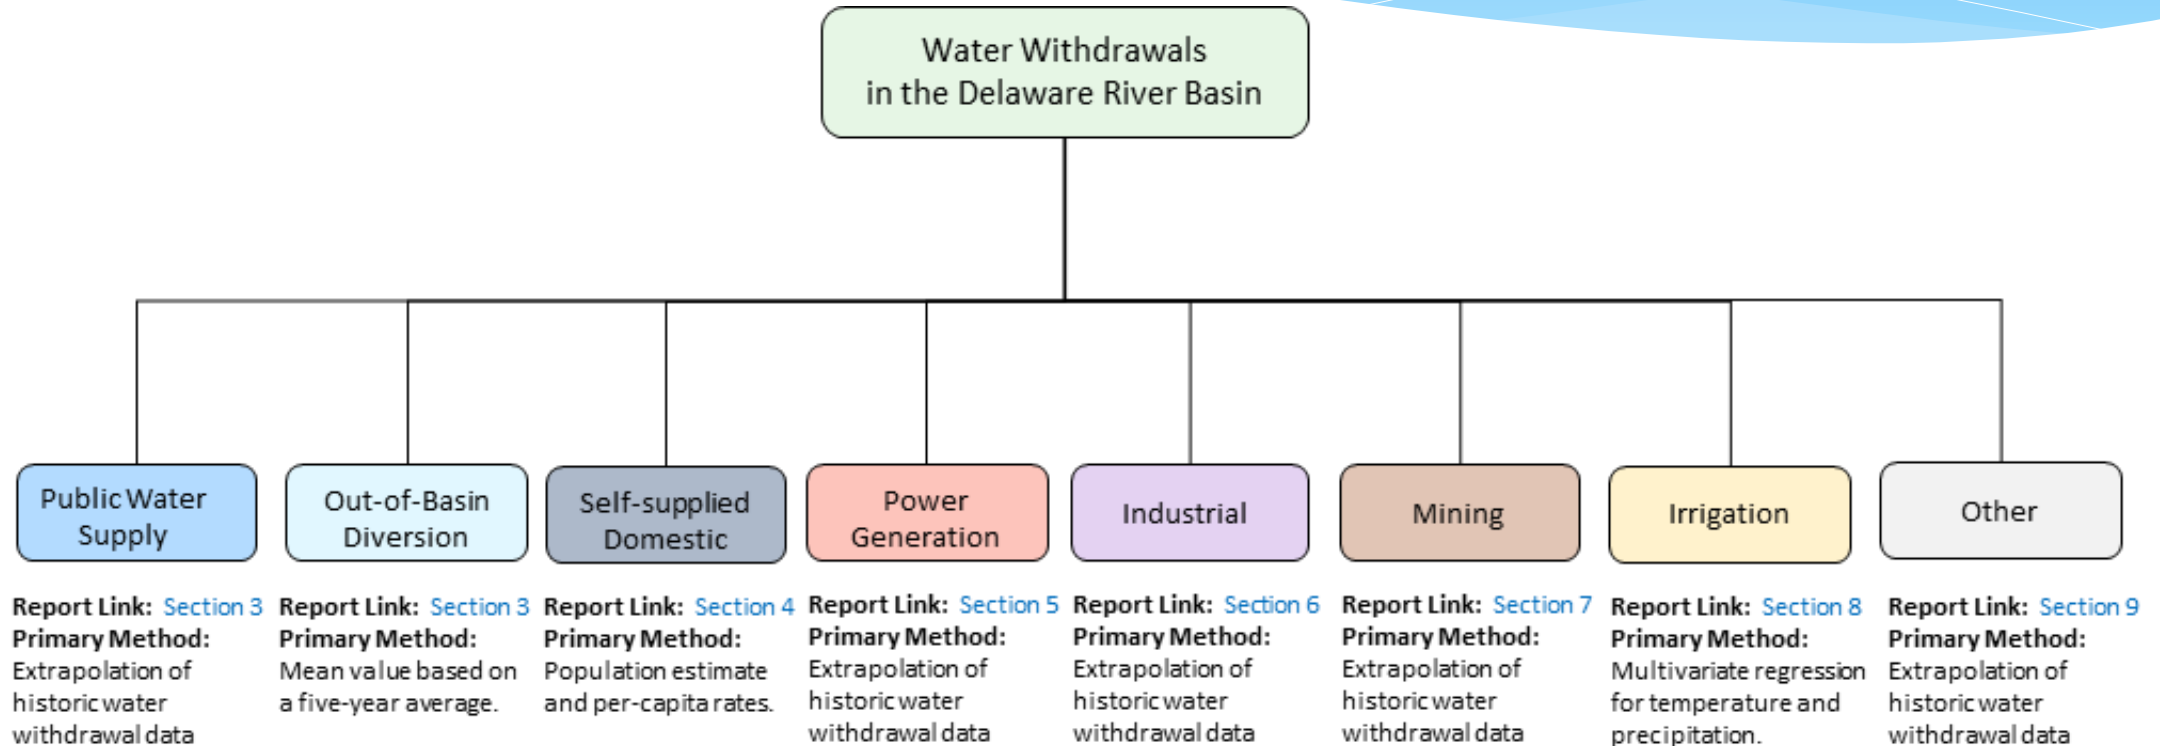 Water Withdrawals
in the Delaware River Basin
Public Water
Supply
Report Link: Section 3
Primary Method:
Extrapolation of
historic water
withdrawal data
Out-of-Basin
Diversion
Report Link: Section 3
Primary Method:
Mean value based on
a five-year average.
Self-supplied
Domestic
Report Link: Section 4
Primary Method:
Population estimate
and per-capita rates.
Power
Generation
Report Link: Section 5
Primary Method:
Extrapolation of
historic water
withdrawal data
Industrial
Report Link: Section 6
Primary Method:
Extrapolation of
historic water
withdrawal data
Mining
Report Link: Section 7
Primary Method:
Extrapolation of
historic water
withdrawal data
Irrigation
Report Link: Section 8
Primary Method:
Multivariate regression
for temperature and
precipitation.
Other
Report Link: Section 9
Primary Method:
Extrapolation of
historic water
withdrawal data